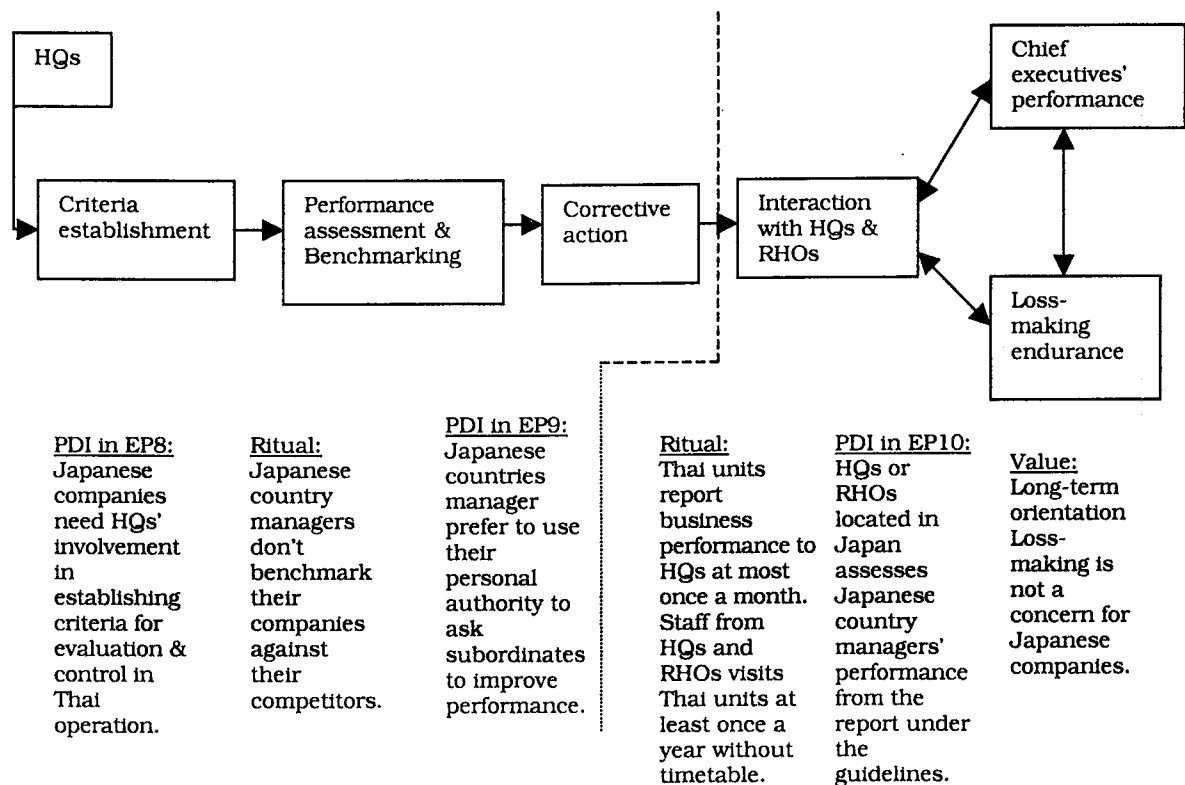 HQs
Criteria
establishment
Performance
assessment &
Benchmarking
Corrective
action
Interaction
with HQs &
RHOs
Chief
executives'
performance
Loss-
making
endurance
PDI in EP8:
Japanese
companies
need HQs'
involvement
in
establishing
criteria for
evaluation &
control in
Thai
operation.
Ritual:
Japanese
country
managers
don't
benchmark
their
companies
against
their
competitors.
PDI in EP9:
Japanese
countries
manager
prefer to use
their
personal
authority to
ask
subordinates
to improve
performance.
Ritual:
Thai units
report
business
performance to
HQs at most
once a month.
Staff from
HQs and
RHOs visits
Thai units at
least once a
year without
timetable.
PDI in EP10:
HQs or
RHOs
located in
Japan
assesses
Japanese
country
managers'
performance
from the
report under
the
guidelines.
Value:
Long-term
orientation
Loss-
making is
not a
concern for
Japanese
companies.